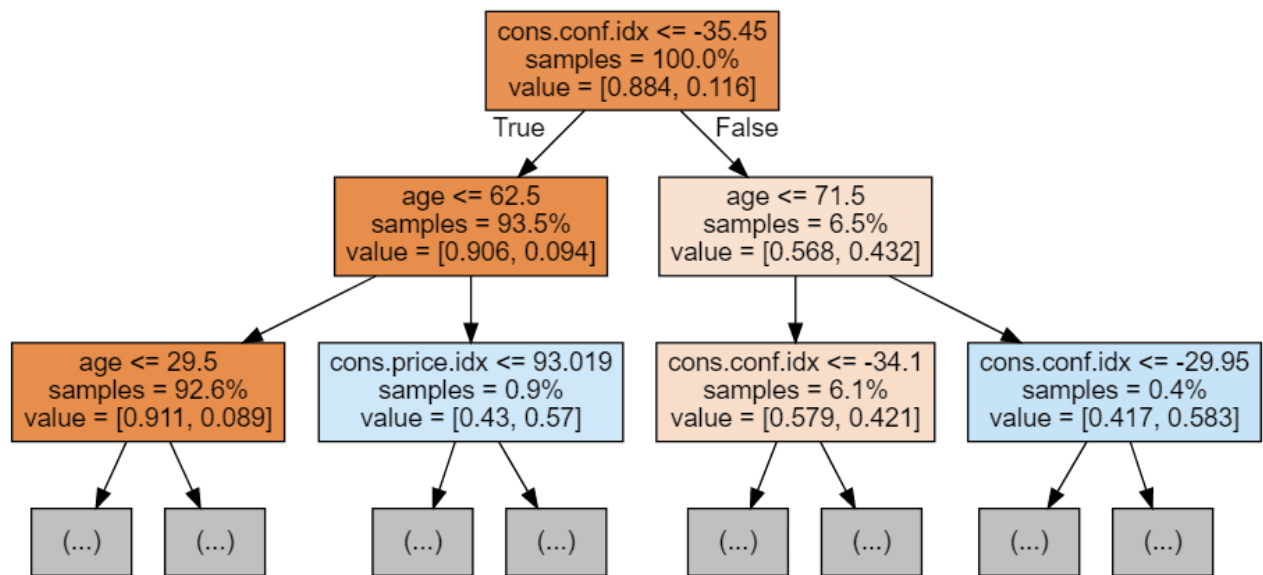 cons.conf.idx <= -35.45
samples = 100.0%
value = [0.884, 0.116]
True
False
age <= 62.5
samples = 93.5%
value = [0.906, 0.094]
age <= 71.5
samples = 6.5%
value = [0.568, 0.432]
age <= 29.5
samples = 92.6%
value = [0.911, 0.089]
cons.price.idx <= 93.019
samples = 0.9%
value = [0.43, 0.57]
cons.conf.idx <= -34.1
samples = 6.1%
value = [0.579, 0.421]
cons.conf.idx <= -29.95
samples = 0.4%
value = [0.417, 0.583]
(...)
(...)
(...)
(...)
(...)
(...)
(...)
(...)